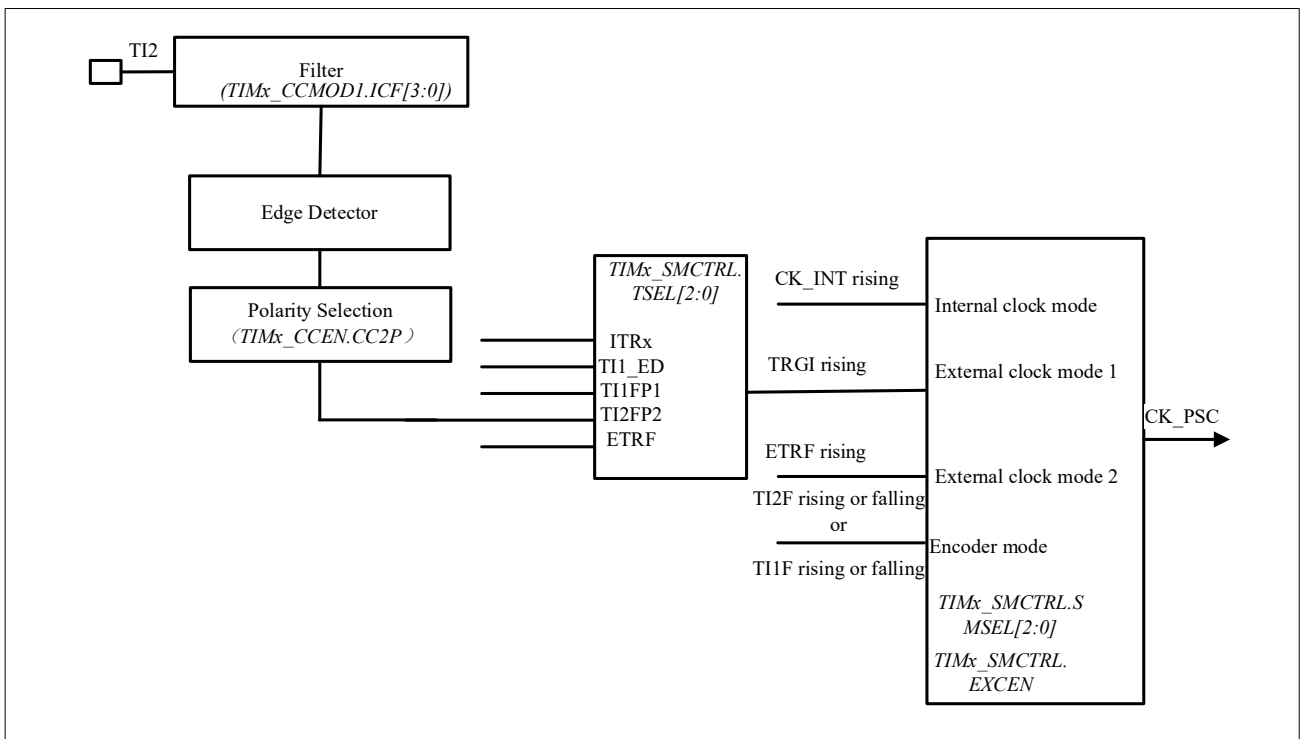 TI2
Filter
(TIMx_CCMOD1.ICF[3:0])
Edge Detector
Polarity Selection
（TIMx_CCEN.CC2P）
TIMx_SMCTRL.
TSEL[2:0]
ITRx
TI1_ED
TI1FP1
TI2FP2
ETRF
CK_INT rising
TRGI rising
ETRF rising
TI2F rising or falling
or
TI1F rising or falling
Internal clock mode
External clock mode 1
External clock mode 2
Encoder mode
TIMx_SMCTRL.S
MSEL[2:0]
TIMx_SMCTRL.
EXCEN
CK_PSC